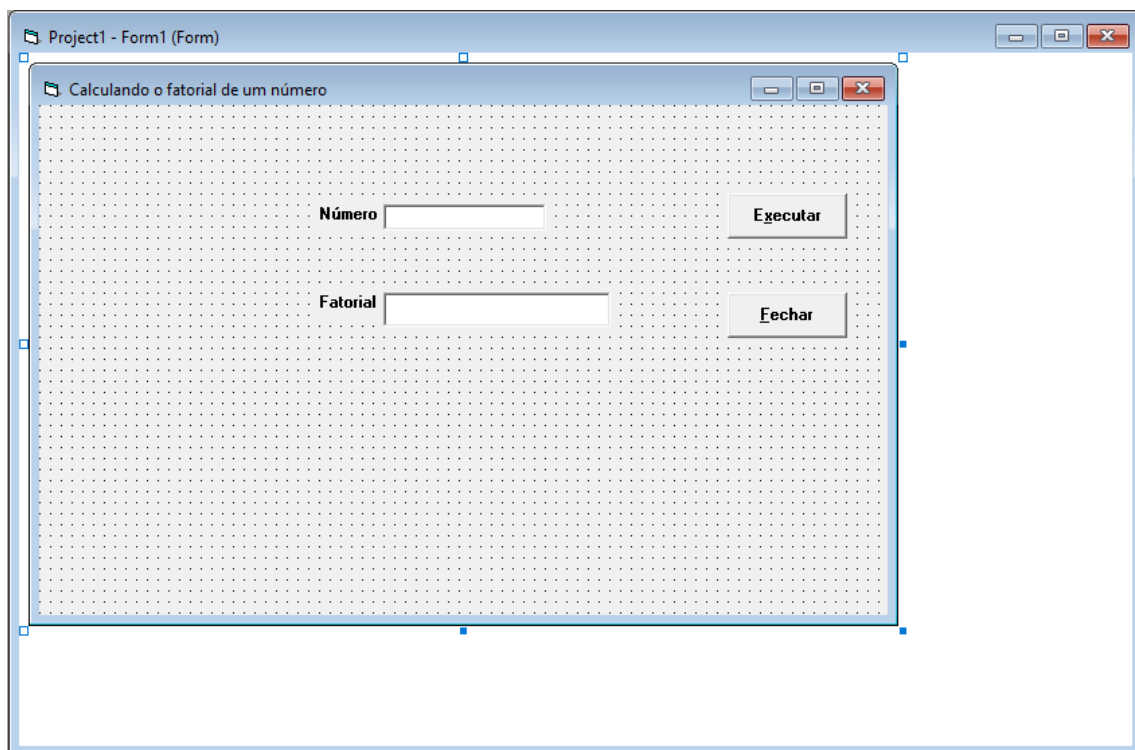 Project1 - Form1 (Form)
Calculando o fatorial de um número
Número
Executar
Fatorial
Fechar